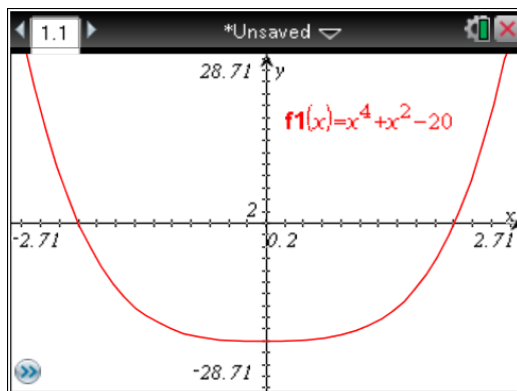 1.1 *Unsaved
28.71 y
f1(x)=x⁴+x²−20
2
x
-2.71 0.2 2.71
-28.71